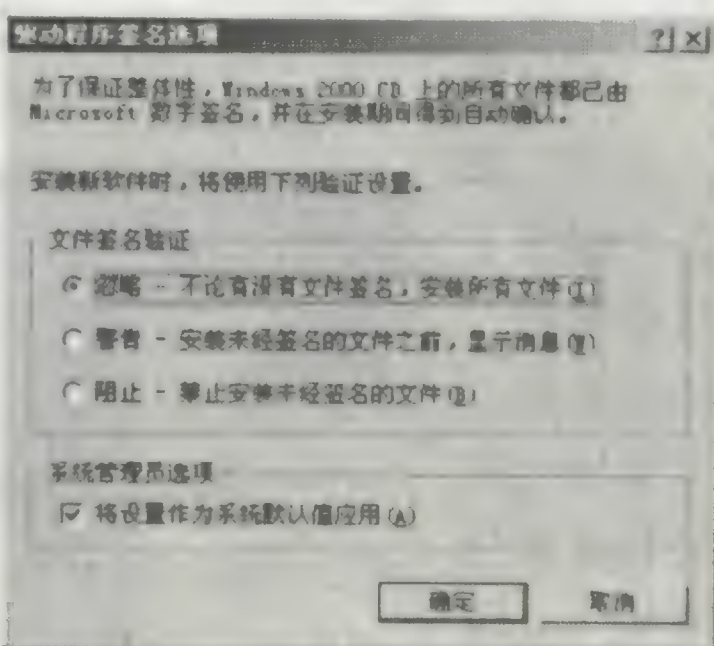 驱动程序签名选项
为了保证整体性，Windows 2000 CD 上的所有文件都已由
Microsoft 数字签名，并在安装期间得到自动确认。
安装新软件时，将使用下列验证设置。
文件签名验证
忽略 - 不论有没有文件签名，安装所有文件(I)
警告 - 安装未经签名的文件之前，显示消息(W)
阻止 - 禁止安装未经签名的文件(B)
系统管理员选项
将设置作为系统默认值应用(A)
确定
取消